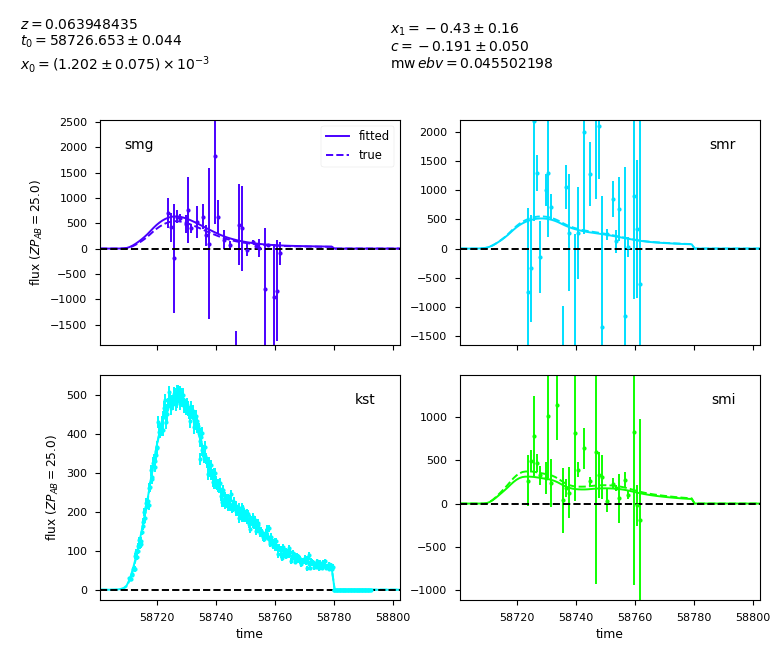 z = 0.063948435
t₀ = 58726.653 ± 0.044
x₀ = (1.202 ± 0.075) × 10⁻³
x₁ = −0.43 ± 0.16
c = −0.191 ± 0.050
mw ebv = 0.045502198
smg
fitted
true
2500
2000
1500
1000
500
0
−500
−1000
−1500
flux (ZP_AB = 25.0)
smr
2000
1500
1000
500
0
−500
−1000
−1500
kst
500
400
300
200
100
0
flux (ZP_AB = 25.0)
58720 58740 58760 58780 58800
time
smi
1000
500
0
−500
−1000
58720 58740 58760 58780 58800
time